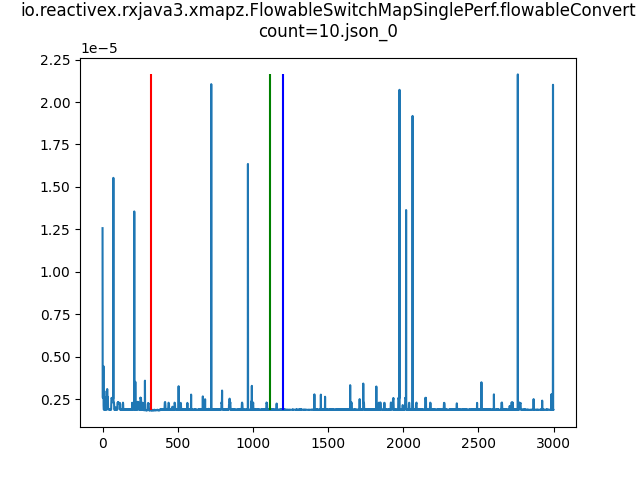 io.reactivex.rxjava3.xmapz.FlowableSwitchMapSinglePerf.flowableConvert
count=10.json_0
1e−5
2.25
2.00
1.75
1.50
1.25
1.00
0.75
0.50
0.25
0 500 1000 1500 2000 2500 3000